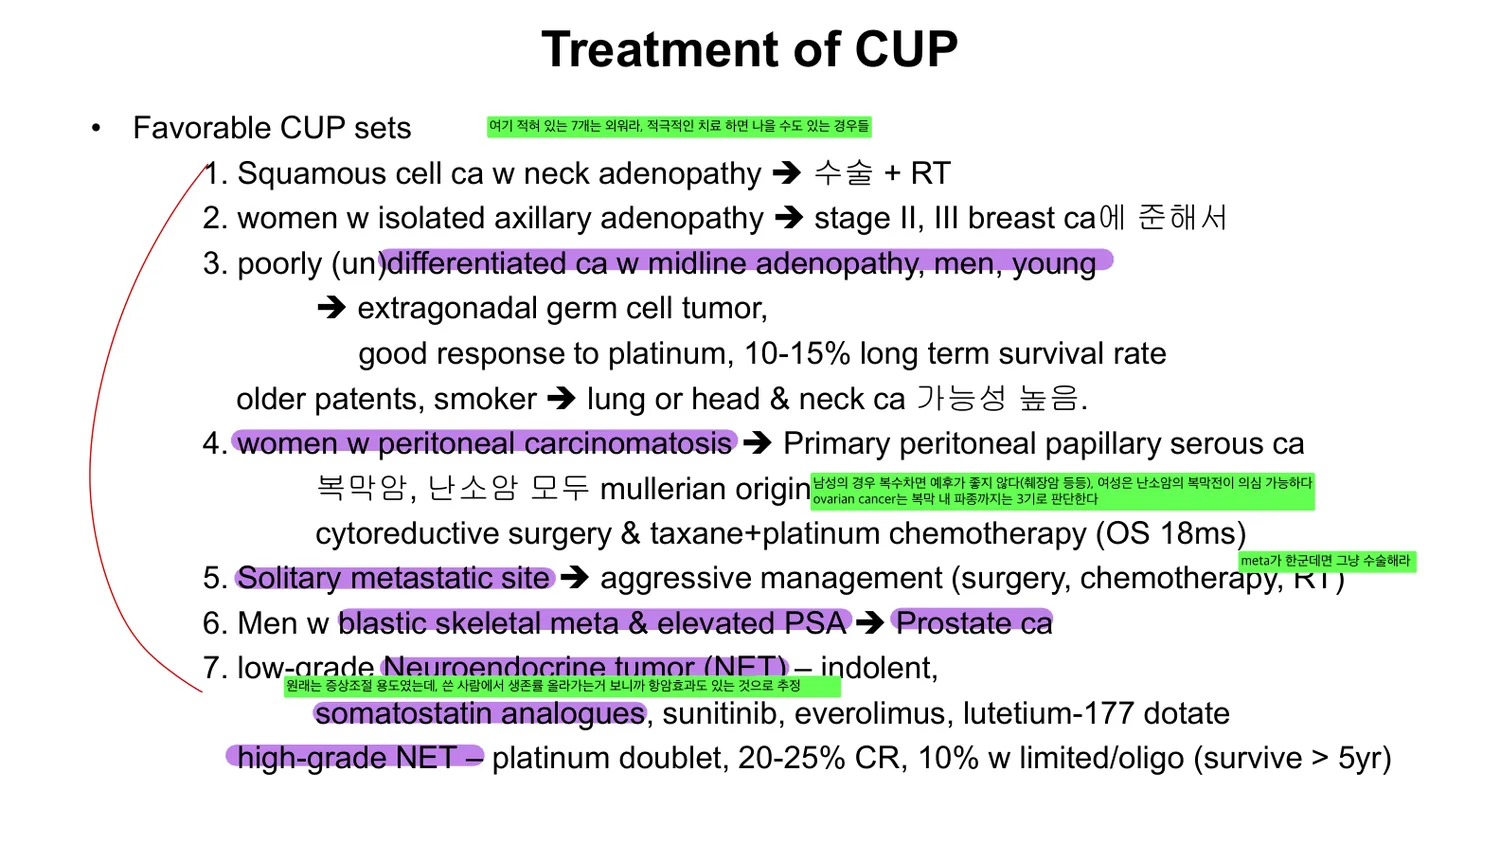 Treatment of CUP
• Favorable CUP sets
여기 적혀 있는 7개는 외워라, 적극적인 치료 하면 나을 수도 있는 경우들
1. Squamous cell ca w neck adenopathy ➔ 수술 + RT
2. women w isolated axillary adenopathy ➔ stage II, III breast ca에 준해서
3. poorly (un)differentiated ca w midline adenopathy, men, young
➔ extragonadal germ cell tumor,
good response to platinum, 10-15% long term survival rate
older patents, smoker ➔ lung or head & neck ca 가능성 높음.
4. women w peritoneal carcinomatosis ➔ Primary peritoneal papillary serous ca
복막암, 난소암 모두 mullerian origin
남성의 경우 복수차면 예후가 좋지 않다(췌장암 등등), 여성은 난소암의 복막전이 의심 가능하다
ovarian cancer는 복막 내 파종까지는 3기로 판단한다
cytoreductive surgery & taxane+platinum chemotherapy (OS 18ms)
meta가 한군데면 그냥 수술해라
5. Solitary metastatic site ➔ aggressive management (surgery, chemotherapy, RT)
6. Men w blastic skeletal meta & elevated PSA ➔ Prostate ca
7. low-grade Neuroendocrine tumor (NET) – indolent,
원래는 증상조절 용도였는데, 쓴 사람에서 생존률 올라가는거 보니까 항암효과도 있는 것으로 추정
somatostatin analogues, sunitinib, everolimus, lutetium-177 dotate
high-grade NET – platinum doublet, 20-25% CR, 10% w limited/oligo (survive > 5yr)